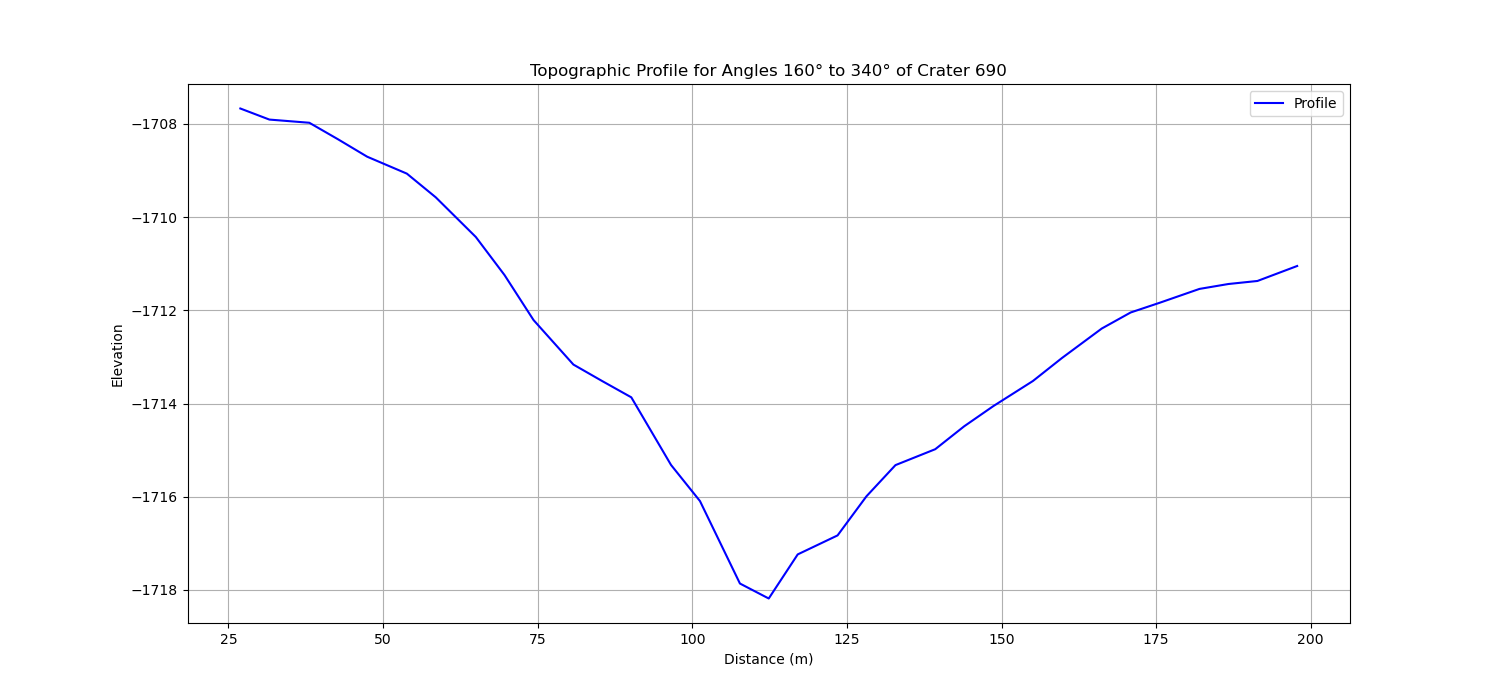 Topographic Profile for Angles 160° to 340° of Crater 690
Profile
−1708
−1710
−1712
−1714
−1716
−1718
Elevation
25 50 75 100 125 150 175 200
Distance (m)